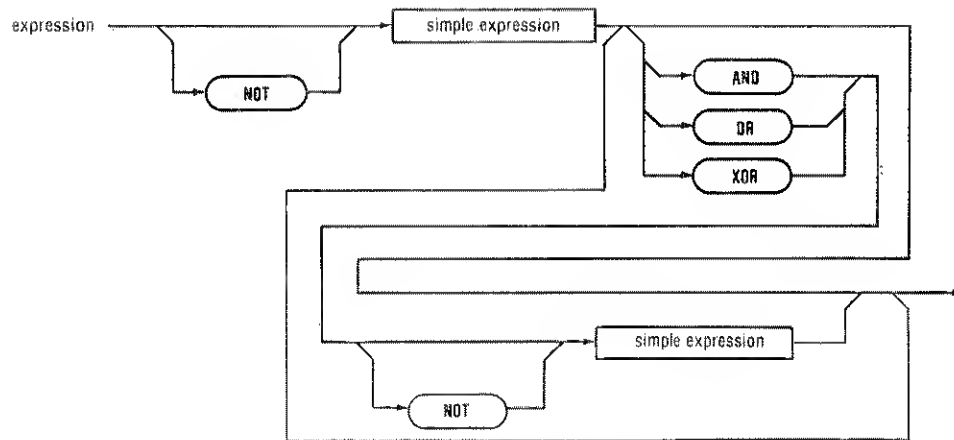 expression
simple expression
NOT
AND
OR
XOR
simple expression
NOT